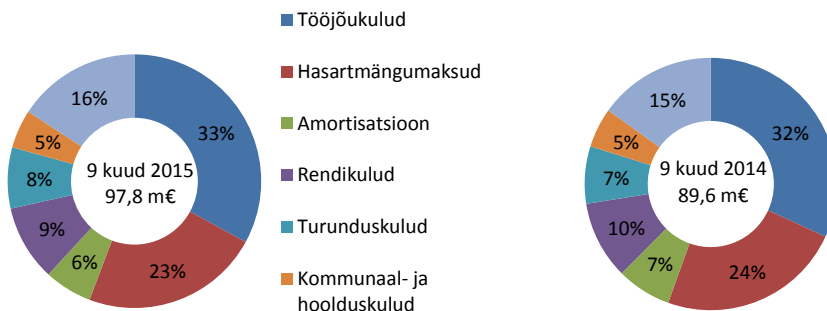 Tööjõukulud
Hasartmängumaksud
Amortisatsioon
Rendikulud
Turunduskulud
Kommunaal- ja
hoolduskulud
16%
33%
5%
8%
9%
6%
23%
9 kuud 2015
97,8 m€
15%
32%
5%
7%
10%
7%
24%
9 kuud 2014
89,6 m€